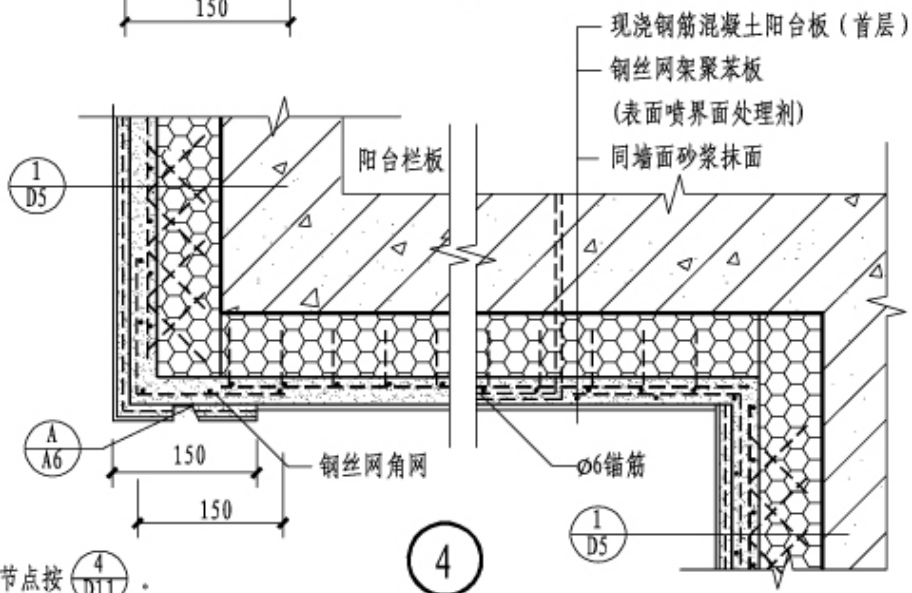 150
现浇钢筋混凝土阳台板（首层）
钢丝网架聚苯板
(表面喷界面处理剂)
同墙面砂浆抹面
阳台栏板
1
D5
A
A6
150
钢丝网角网
ø6锚筋
150
1
D5
4
节点按 4
D11 .